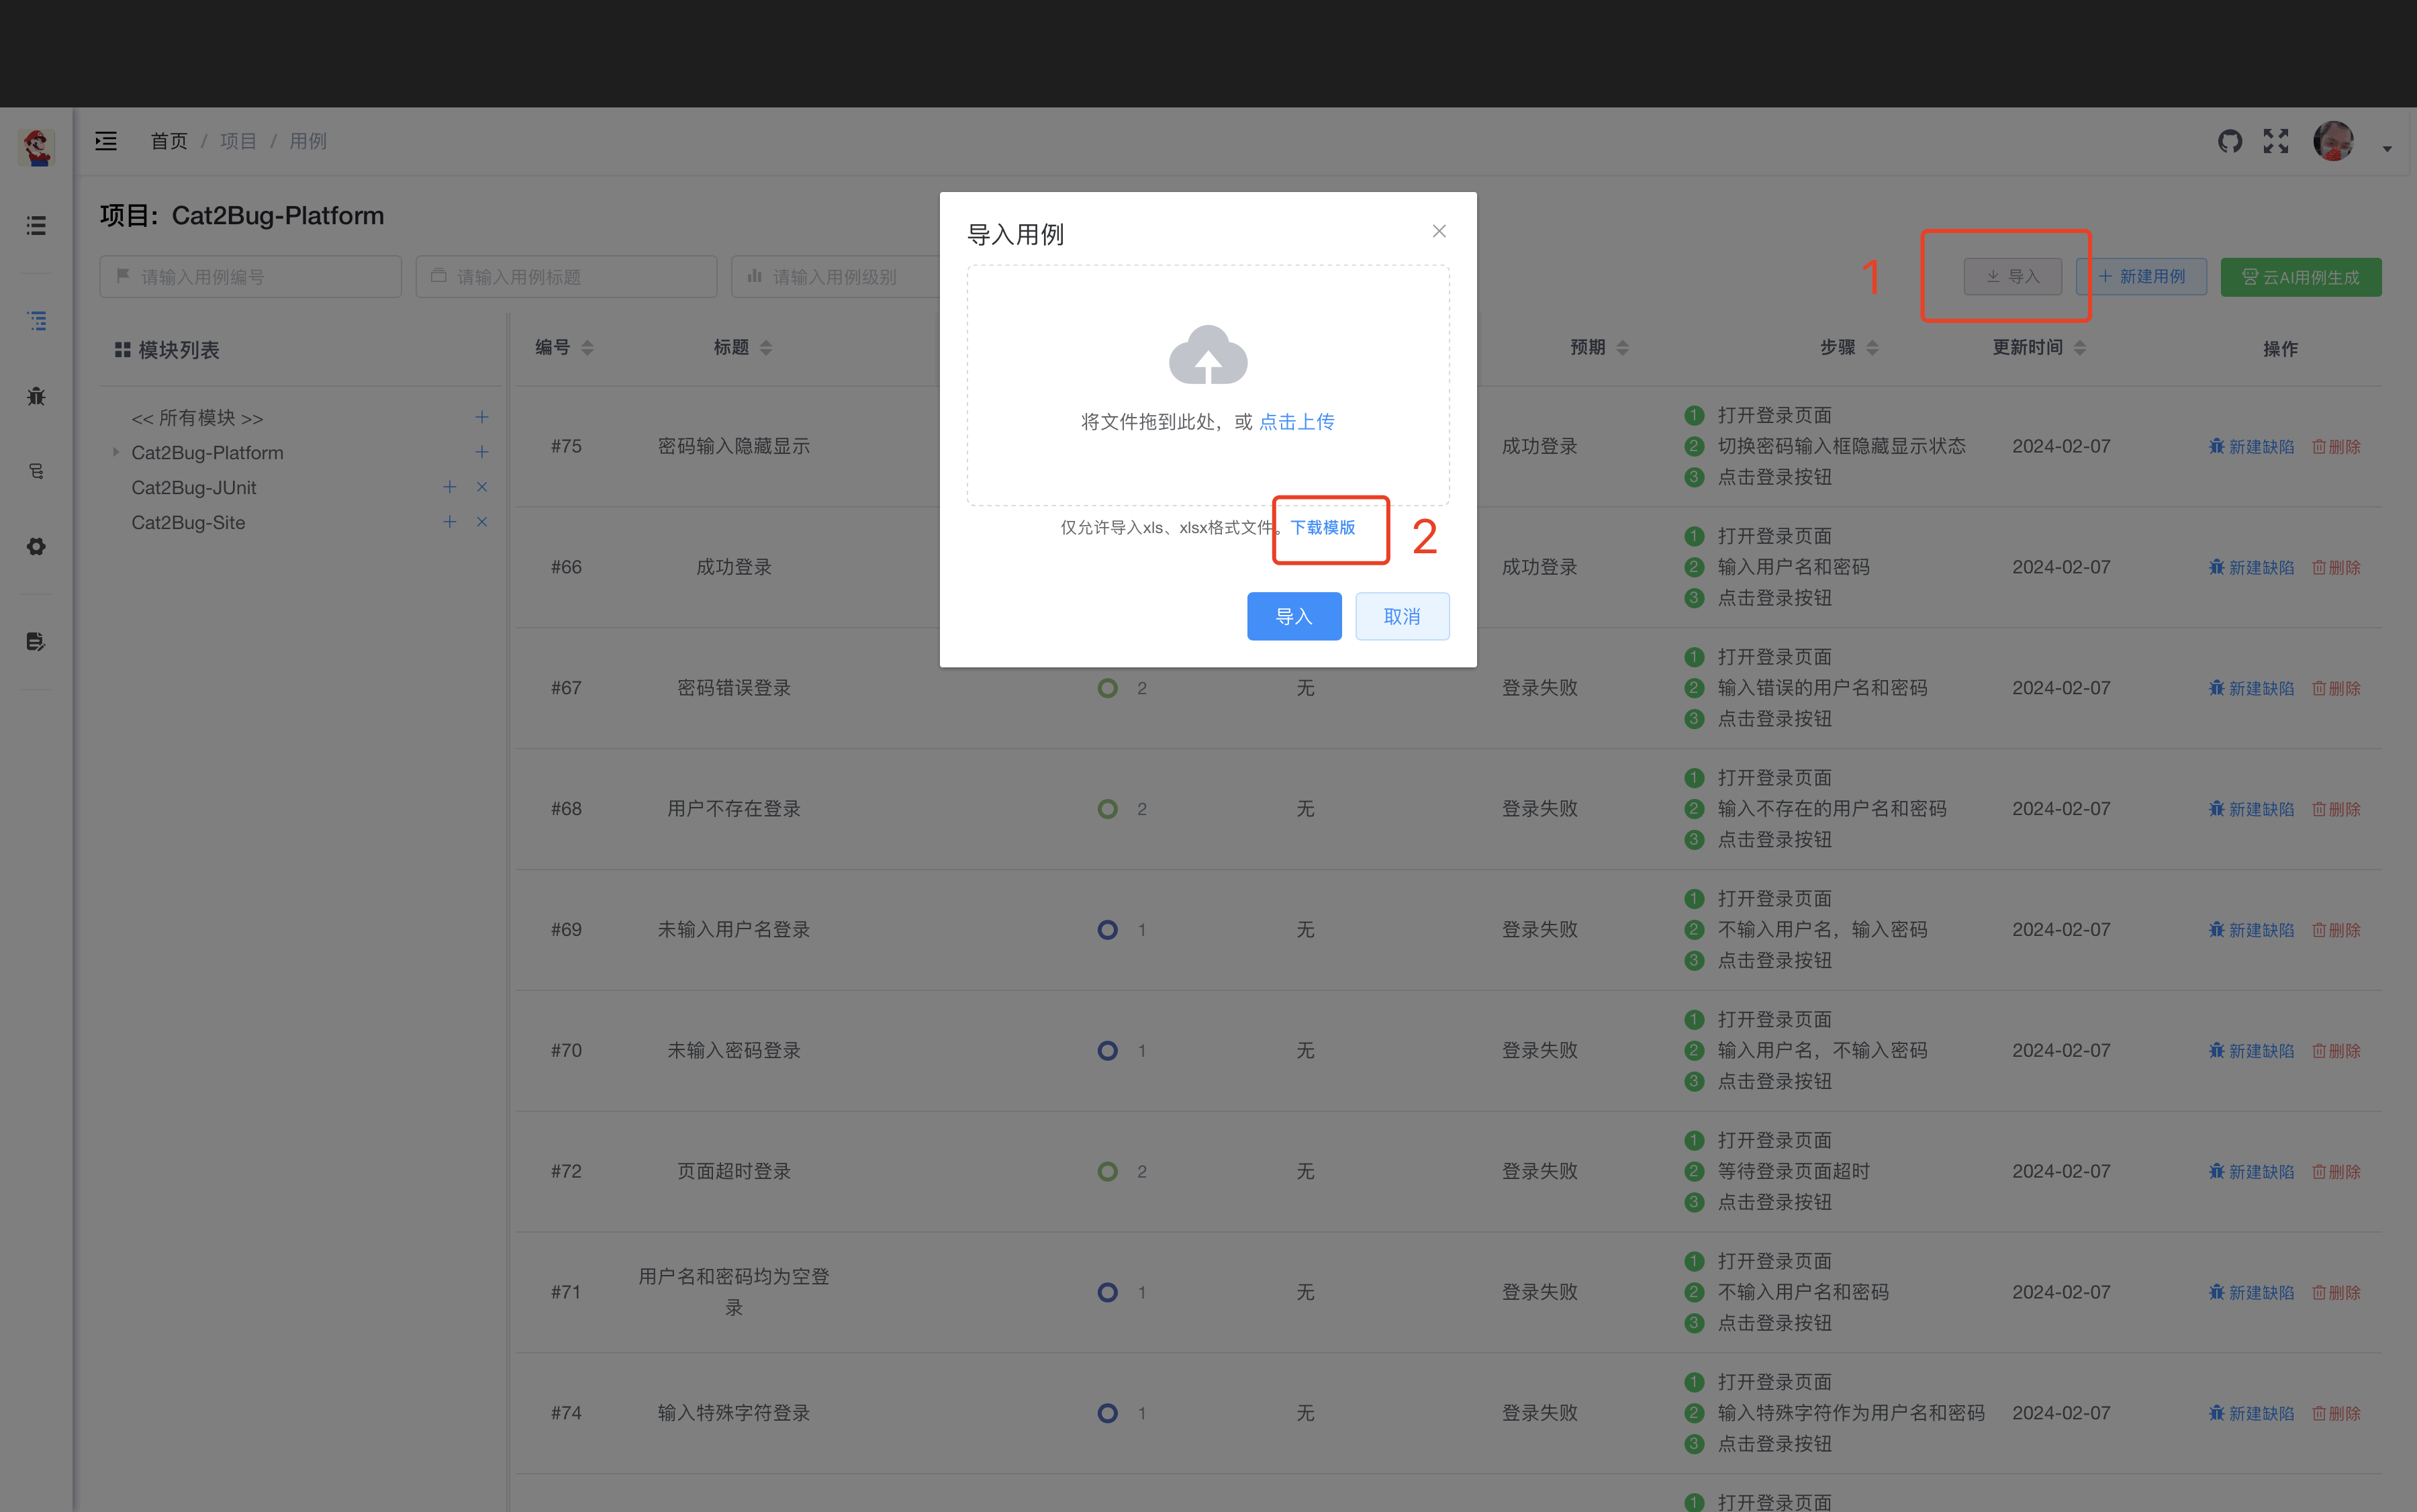 首页 / 项目 / 用例
项目: Cat2Bug-Platform
请输入用例编号
请输入用例标题
请输入用例级别
1
导入
新建用例
云AI用例生成
导入用例
将文件拖到此处，或 点击上传
仅允许导入xls、xlsx格式文件。 下载模版
2
导入
取消
模块列表
<< 所有模块 >>
Cat2Bug-Platform
Cat2Bug-JUnit
Cat2Bug-Site
编号 标题 预期 步骤 更新时间 操作
#75 密码输入隐藏显示 成功登录
1 打开登录页面
2 切换密码输入框隐藏显示状态
3 点击登录按钮
2024-02-07 新建缺陷 删除
#66 成功登录 成功登录
1 打开登录页面
2 输入用户名和密码
3 点击登录按钮
2024-02-07 新建缺陷 删除
#67 密码错误登录 2 无 登录失败
1 打开登录页面
2 输入错误的用户名和密码
3 点击登录按钮
2024-02-07 新建缺陷 删除
#68 用户不存在登录 2 无 登录失败
1 打开登录页面
2 输入不存在的用户名和密码
3 点击登录按钮
2024-02-07 新建缺陷 删除
#69 未输入用户名登录 1 无 登录失败
1 打开登录页面
2 不输入用户名，输入密码
3 点击登录按钮
2024-02-07 新建缺陷 删除
#70 未输入密码登录 1 无 登录失败
1 打开登录页面
2 输入用户名，不输入密码
3 点击登录按钮
2024-02-07 新建缺陷 删除
#72 页面超时登录 2 无 登录失败
1 打开登录页面
2 等待登录页面超时
3 点击登录按钮
2024-02-07 新建缺陷 删除
#71 用户名和密码均为空登
录
1 无 登录失败
1 打开登录页面
2 不输入用户名和密码
3 点击登录按钮
2024-02-07 新建缺陷 删除
#74 输入特殊字符登录 1 无 登录失败
1 打开登录页面
2 输入特殊字符作为用户名和密码
3 点击登录按钮
2024-02-07 新建缺陷 删除
1 打开登录页面